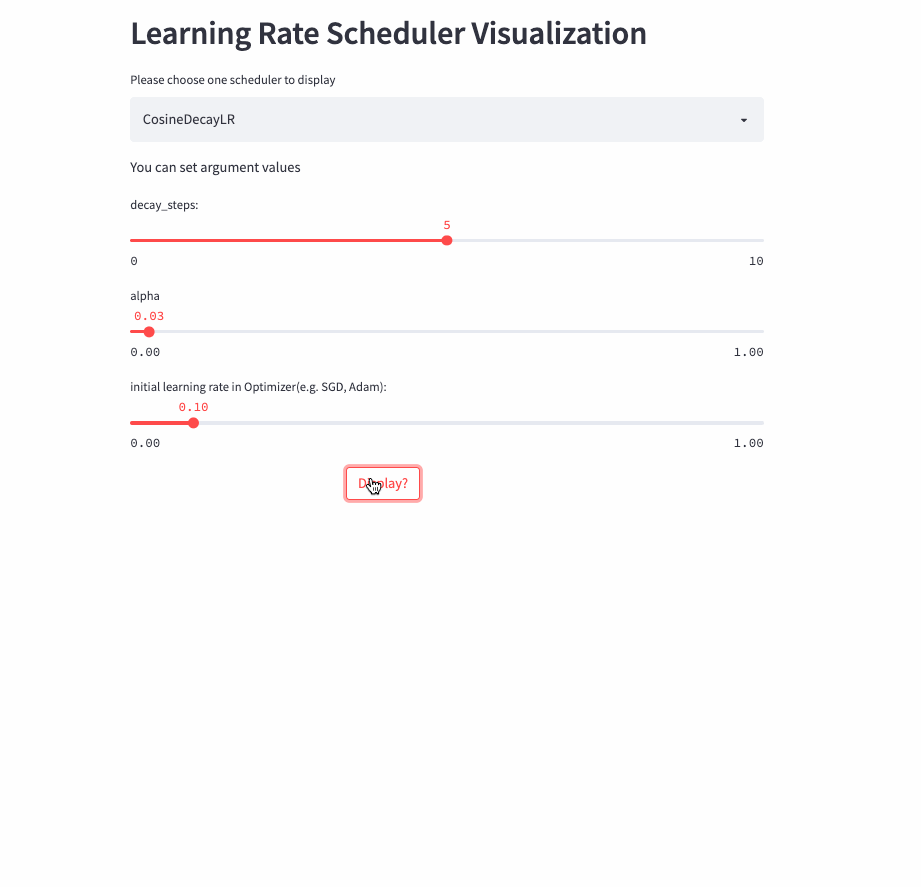 Learning Rate Scheduler Visualization
Please choose one scheduler to display
CosineDecayLR
You can set argument values
decay_steps:
5
0 10
alpha
0.03
0.00 1.00
initial learning rate in Optimizer(e.g. SGD, Adam):
0.10
0.00 1.00
Display?